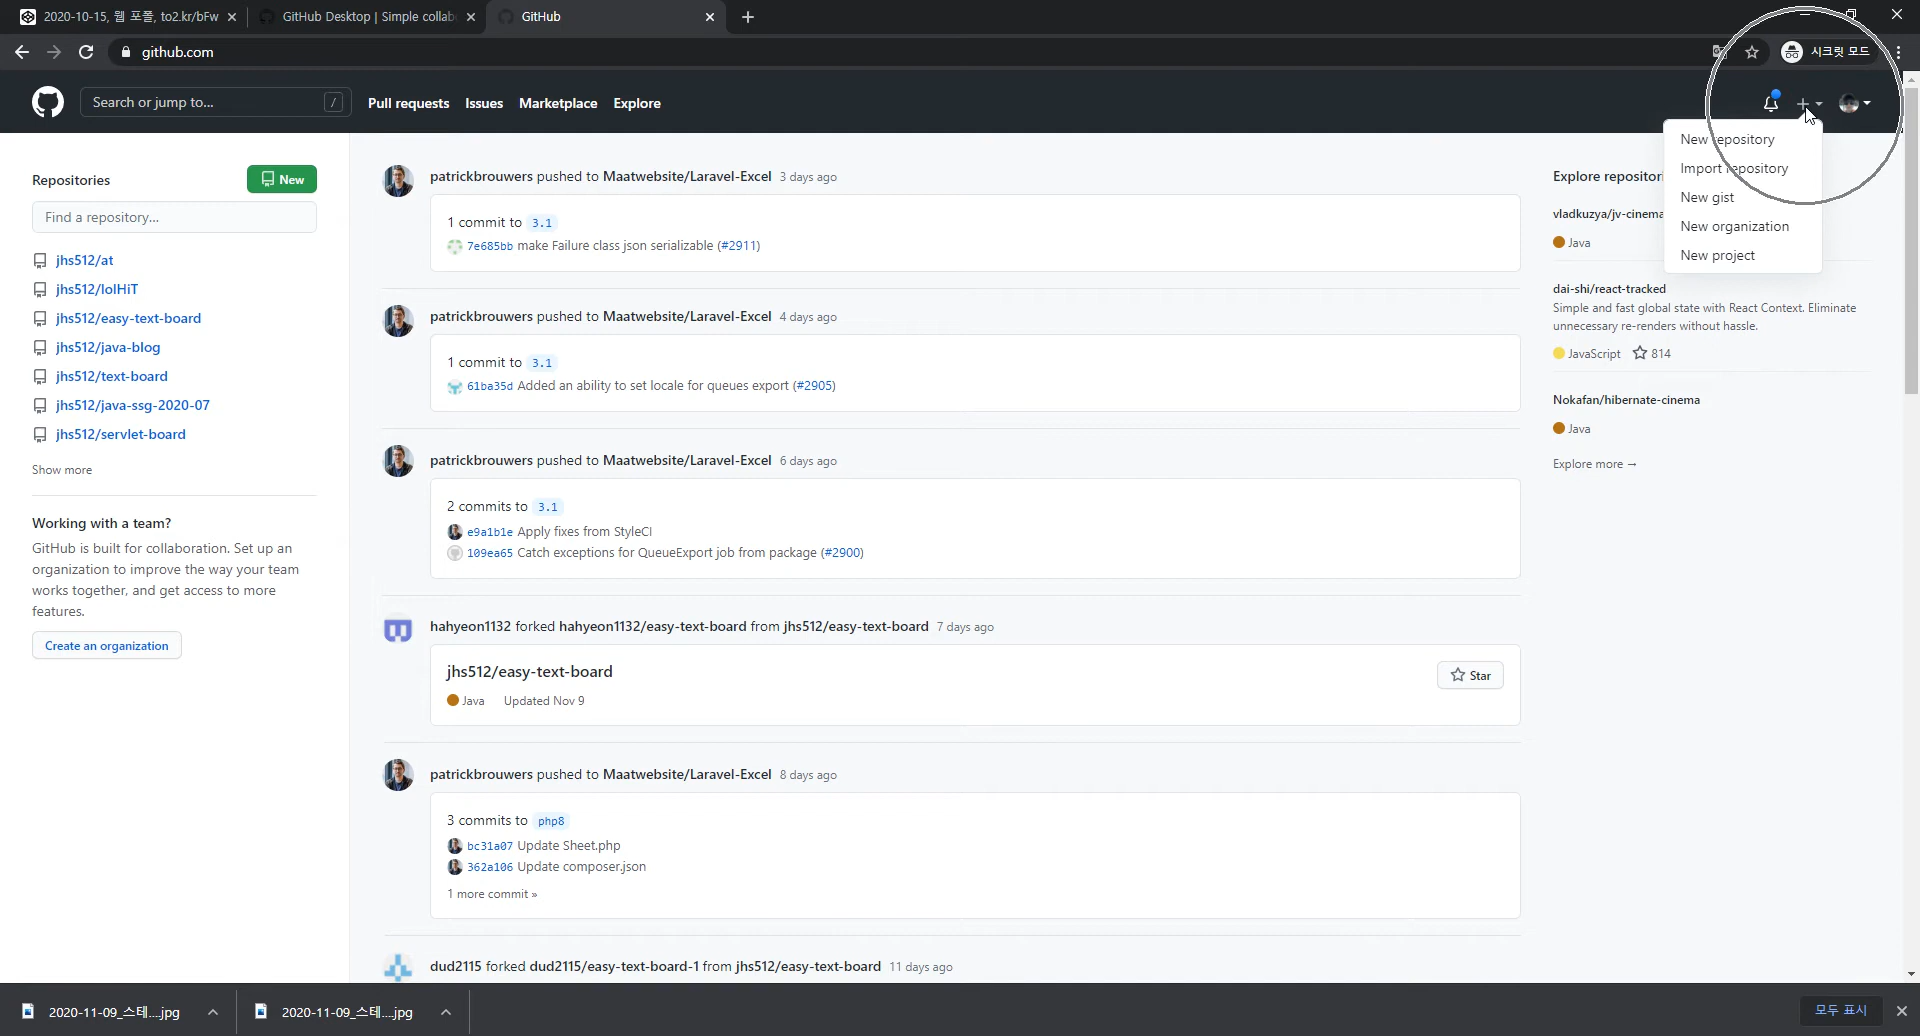 2020-10-15, 웹 포폴, to2.kr/bFw
GitHub Desktop | Simple collab
GitHub
github.com
시크릿 모드
Search or jump to...
/
Pull requests
Issues
Marketplace
Explore
New repository
Import repository
New gist
New organization
New project
Repositories
New
Find a repository...
jhs512/at
jhs512/lolHiT
jhs512/easy-text-board
jhs512/java-blog
jhs512/text-board
jhs512/java-ssg-2020-07
jhs512/servlet-board
Show more
Working with a team?
GitHub is built for collaboration. Set up an
organization to improve the way your team
works together, and get access to more
features.
Create an organization
patrickbrouwers pushed to Maatwebsite/Laravel-Excel 3 days ago
1 commit to 3.1
7e685bb make Failure class json serializable (#2911)
patrickbrouwers pushed to Maatwebsite/Laravel-Excel 4 days ago
1 commit to 3.1
61ba35d Added an ability to set locale for queues export (#2905)
patrickbrouwers pushed to Maatwebsite/Laravel-Excel 6 days ago
2 commits to 3.1
e9a1b1e Apply fixes from StyleCI
109ea65 Catch exceptions for QueueExport job from package (#2900)
hahyeon1132 forked hahyeon1132/easy-text-board from jhs512/easy-text-board 7 days ago
jhs512/easy-text-board
Star
Java Updated Nov 9
patrickbrouwers pushed to Maatwebsite/Laravel-Excel 8 days ago
3 commits to php8
bc31a07 Update Sheet.php
362a106 Update composer.json
1 more commit »
dud2115 forked dud2115/easy-text-board-1 from jhs512/easy-text-board 11 days ago
Explore repositori
vladkuzya/jv-cinema
Java
dai-shi/react-tracked
Simple and fast global state with React Context. Eliminate
unnecessary re-renders without hassle.
JavaScript 814
Nokafan/hibernate-cinema
Java
Explore more →
2020-11-09_스테....jpg
2020-11-09_스테....jpg
모두 표시